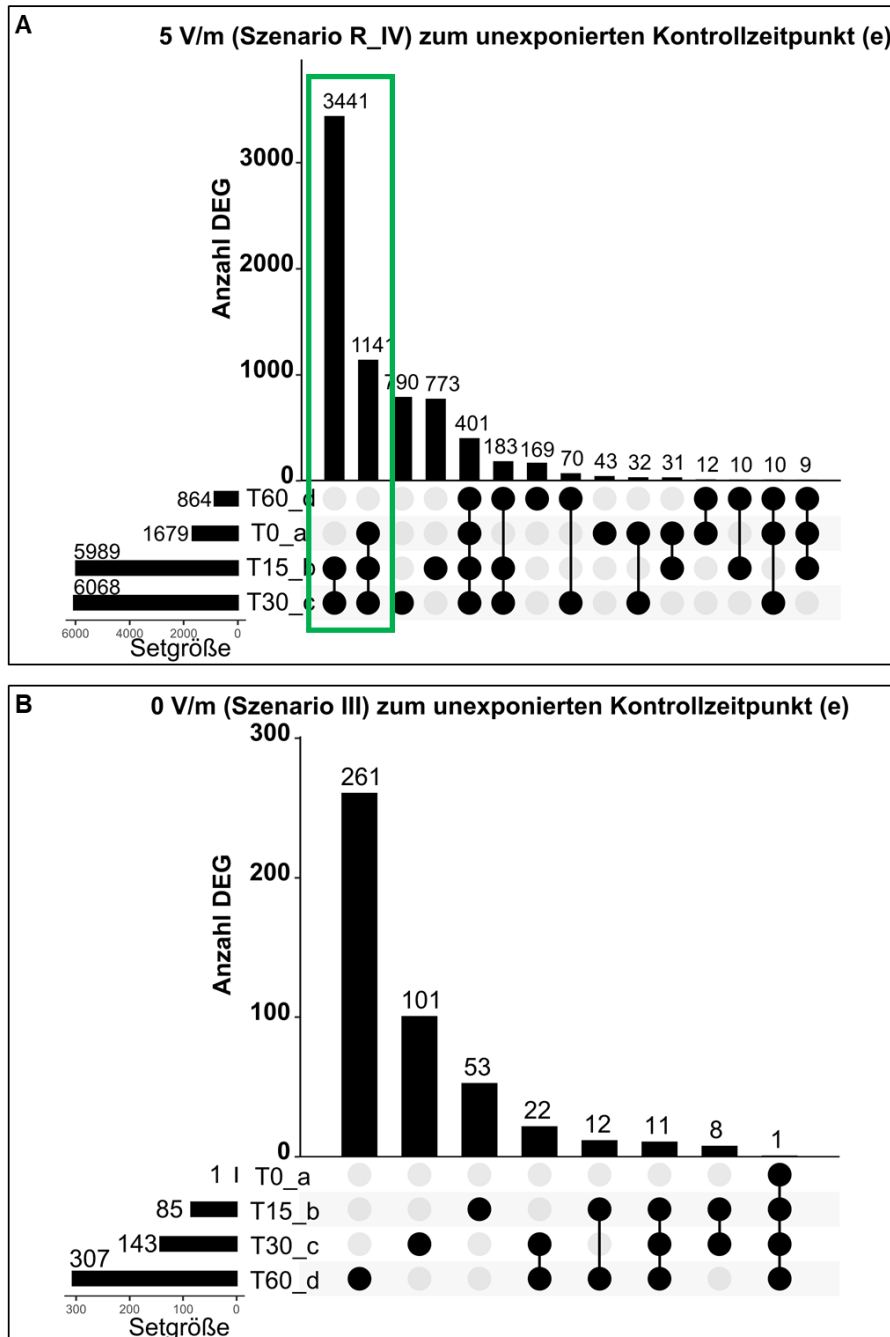 A
5 V/m (Szenario R_IV) zum unexponierten Kontrollzeitpunkt (e)
3441
3000
Anzahl DEG
2000
1141
1000
790 773
401
183 169
70 43 32 31 12 10 10 9
0
864 T60_d
1679 T0_a
5989 T15_b
6068 T30_c
6000 4000 2000 0
Setgröße
B
0 V/m (Szenario III) zum unexponierten Kontrollzeitpunkt (e)
300
261
Anzahl DEG
200
101
100
53
22
12 11 8 1
0
1 T0_a
85 T15_b
143 T30_c
307 T60_d
300 200 100 0
Setgröße